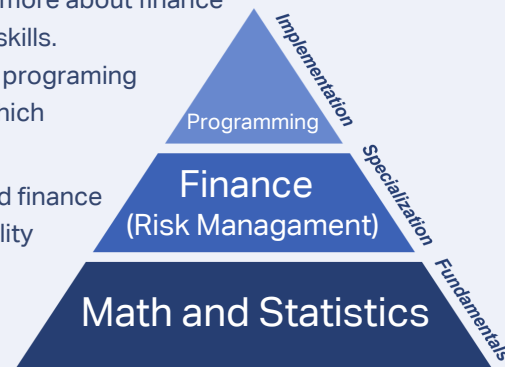 more about finance
skills.
programing
hich
d finance
lity
Programming
Finance
(Risk Managament)
Math and Statistics
Implementation
Specialization
Fundamentals